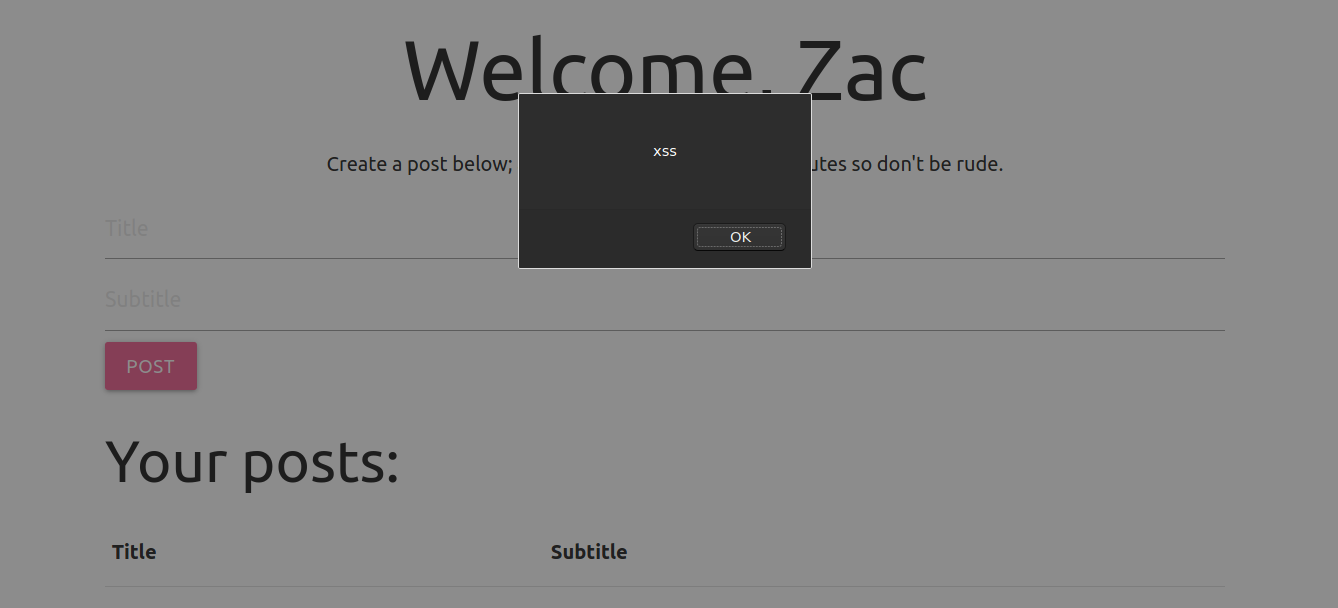 Welcome, Zac
xss
Create a post below; utes so don't be rude.
OK
Title
Subtitle
POST
Your posts:
Title Subtitle